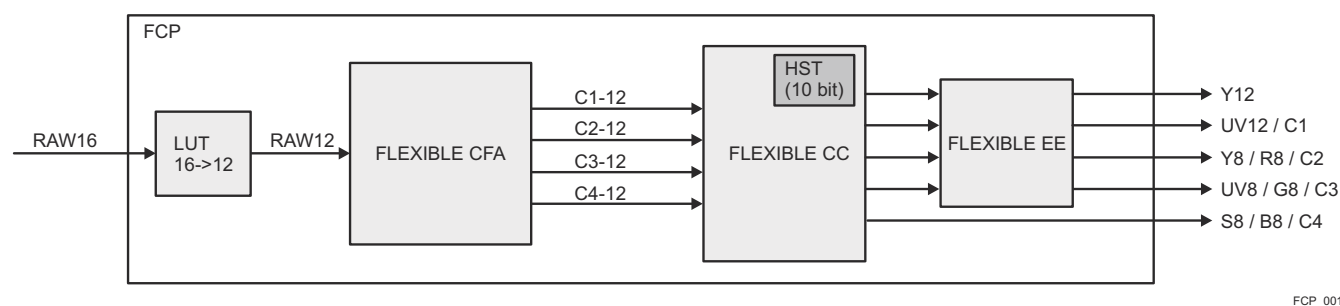 FCP
RAW16
LUT
16->12
RAW12
FLEXIBLE CFA
C1-12
C2-12
C3-12
C4-12
HST
(10 bit)
FLEXIBLE CC
FLEXIBLE EE
Y12
UV12 / C1
Y8 / R8 / C2
UV8 / G8 / C3
S8 / B8 / C4
FCP_001